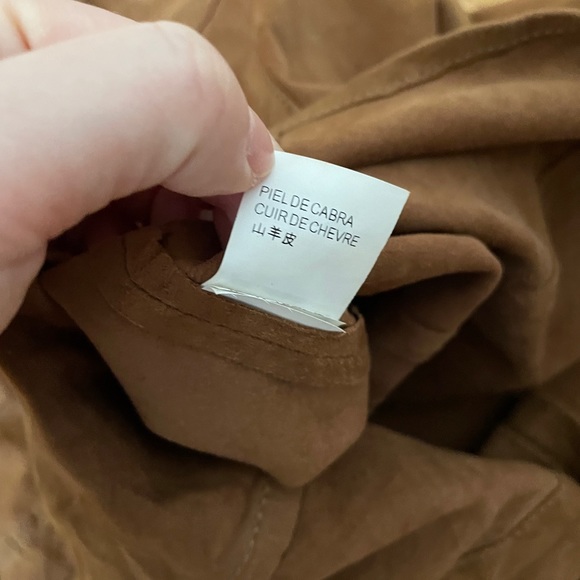 PIEL DE CABRA
CUIR DE CHEVRE
山羊皮